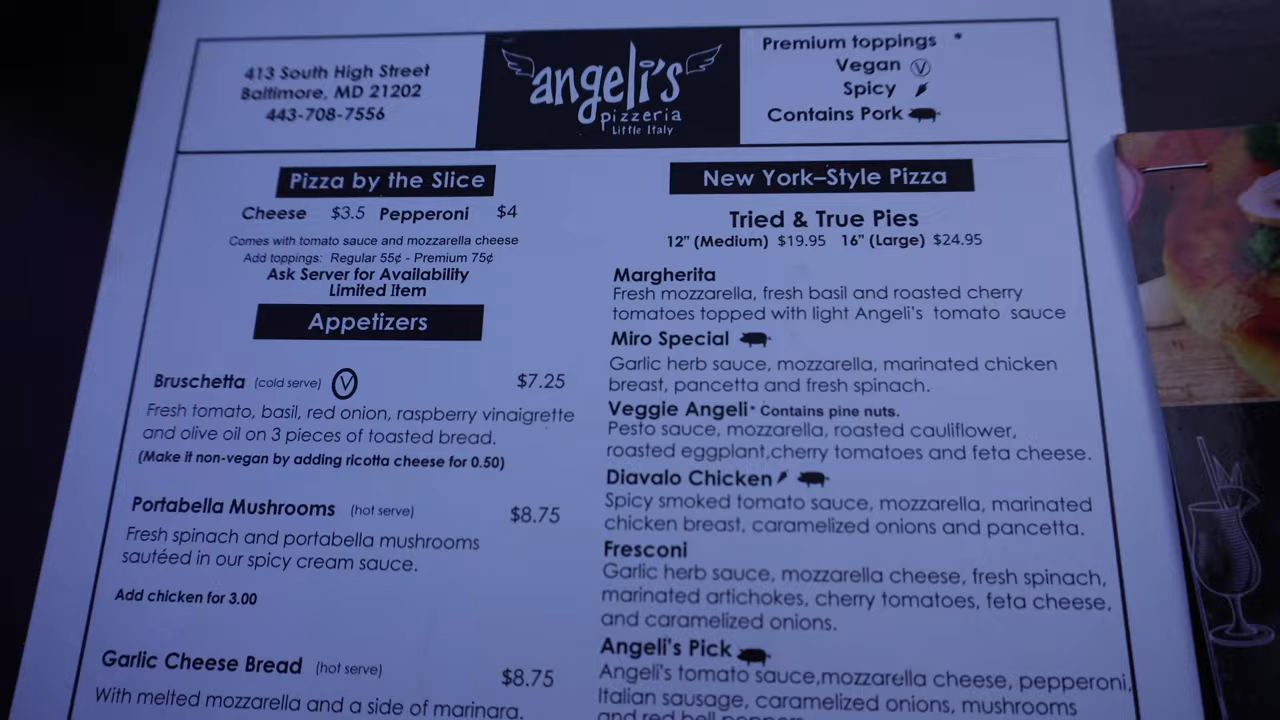 413 South High Street
Baltimore, MD 21202
443-708-7556
angeli's
pizzeria
Little Italy
Premium toppings *
Vegan V
Spicy
Contains Pork
Pizza by the Slice
Cheese $3.5 Pepperoni $4
Comes with tomato sauce and mozzarella cheese
Add toppings: Regular 55¢ - Premium 75¢
Ask Server for Availability
Limited Item
Appetizers
Bruschetta (cold serve) V $7.25
Fresh tomato, basil, red onion, raspberry vinaigrette
and olive oil on 3 pieces of toasted bread.
(Make it non-vegan by adding ricotta cheese for 0.50)
Portabella Mushrooms (hot serve) $8.75
Fresh spinach and portabella mushrooms
sautéed in our spicy cream sauce.
Add chicken for 3.00
Garlic Cheese Bread (hot serve) $8.75
With melted mozzarella and a side of marinara.
New York–Style Pizza
Tried & True Pies
12" (Medium) $19.95 16" (Large) $24.95
Margherita
Fresh mozzarella, fresh basil and roasted cherry
tomatoes topped with light Angeli's tomato sauce
Miro Special
Garlic herb sauce, mozzarella, marinated chicken
breast, pancetta and fresh spinach.
Veggie Angeli* Contains pine nuts.
Pesto sauce, mozzarella, roasted cauliflower,
roasted eggplant,cherry tomatoes and feta cheese.
Diavalo Chicken
Spicy smoked tomato sauce, mozzarella, marinated
chicken breast, caramelized onions and pancetta.
Fresconi
Garlic herb sauce, mozzarella cheese, fresh spinach,
marinated artichokes, cherry tomatoes, feta cheese,
and caramelized onions.
Angeli's Pick
Angeli's tomato sauce,mozzarella cheese, pepperoni,
Italian sausage, caramelized onions, mushrooms
and red bell peppers